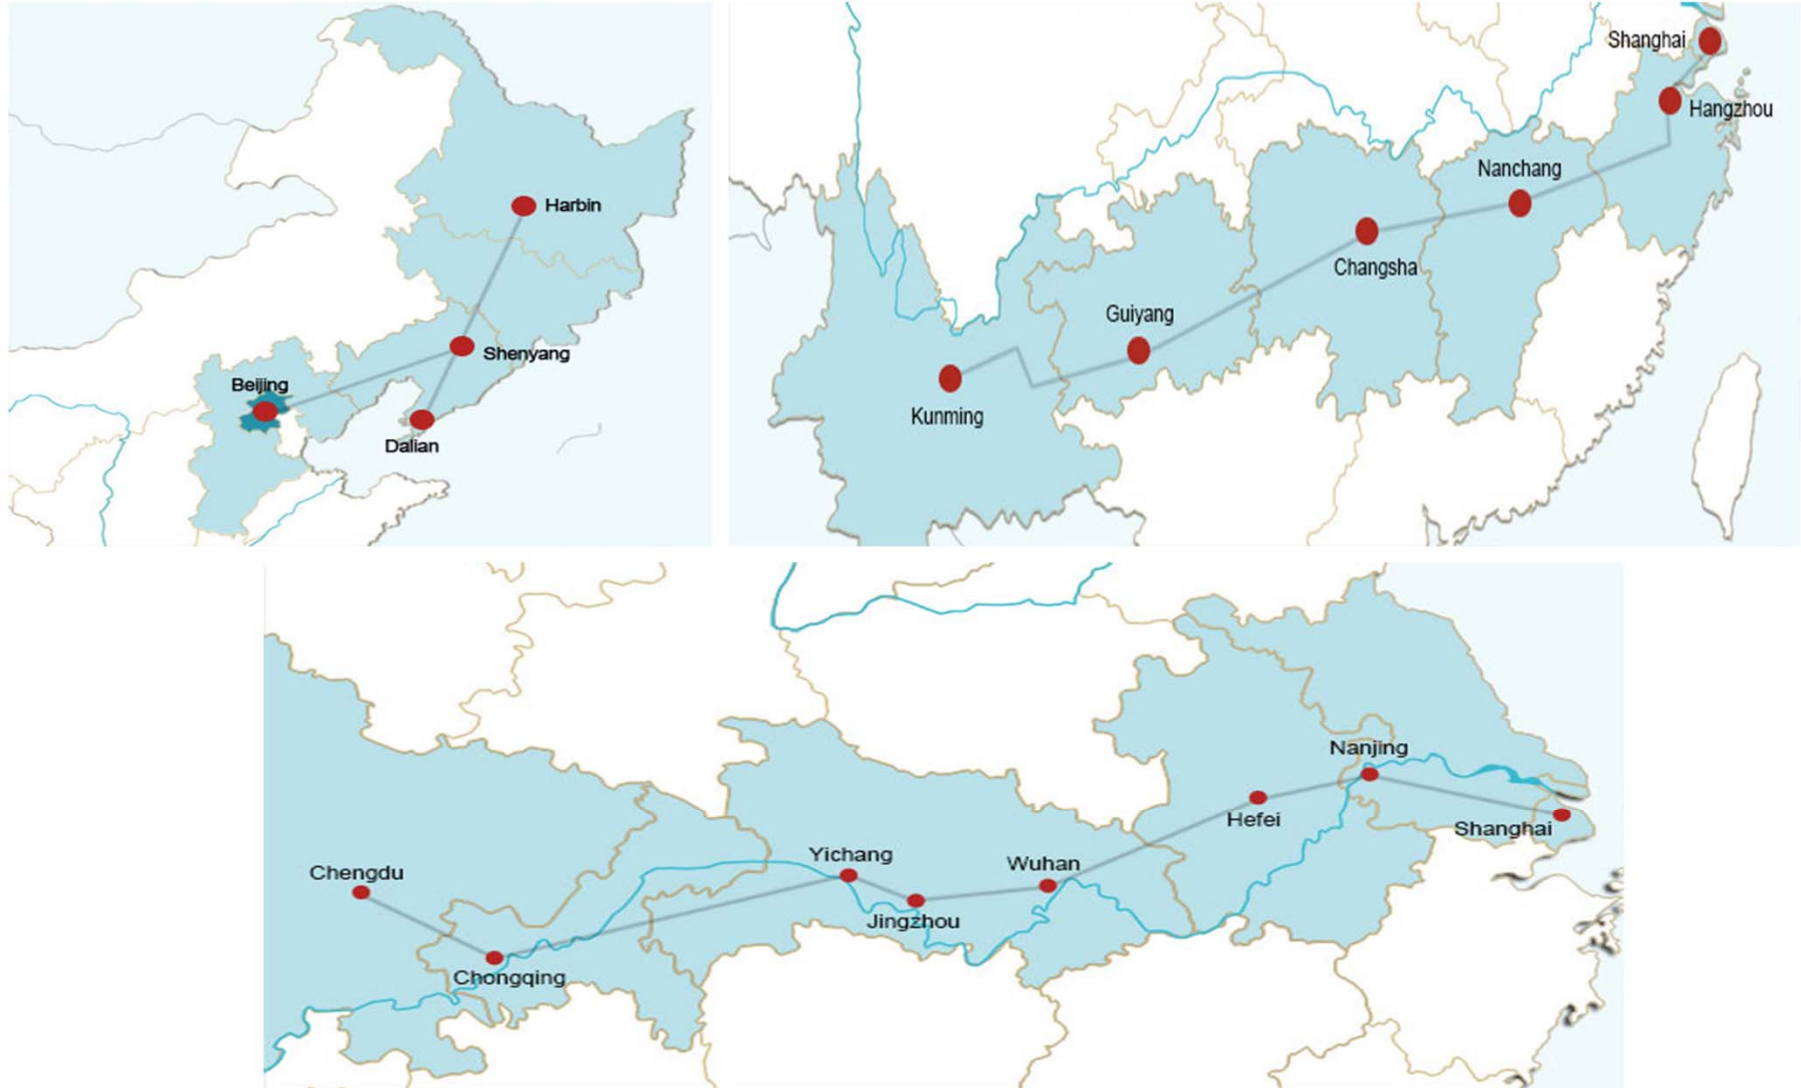 Harbin
Shenyang
Beijing
Dalian
Shanghai
Hangzhou
Nanchang
Changsha
Guiyang
Kunming
Nanjing
Hefei
Shanghai
Yichang
Wuhan
Chengdu
Jingzhou
Chongqing